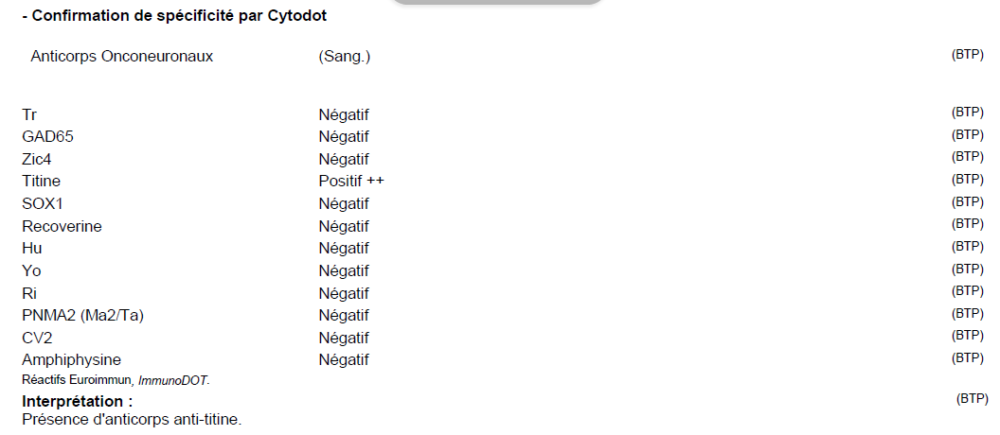 - Confirmation de spécificité par Cytodot
Anticorps Onconeuronaux (Sang.) (BTP)
Tr Négatif (BTP)
GAD65 Négatif (BTP)
Zic4 Négatif (BTP)
Titine Positif ++ (BTP)
SOX1 Négatif (BTP)
Recoverine Négatif (BTP)
Hu Négatif (BTP)
Yo Négatif (BTP)
Ri Négatif (BTP)
PNMA2 (Ma2/Ta) Négatif (BTP)
CV2 Négatif (BTP)
Amphiphysine Négatif (BTP)
Réactifs Euroimmun, ImmunoDOT.
Interprétation : (BTP)
Présence d'anticorps anti-titine.